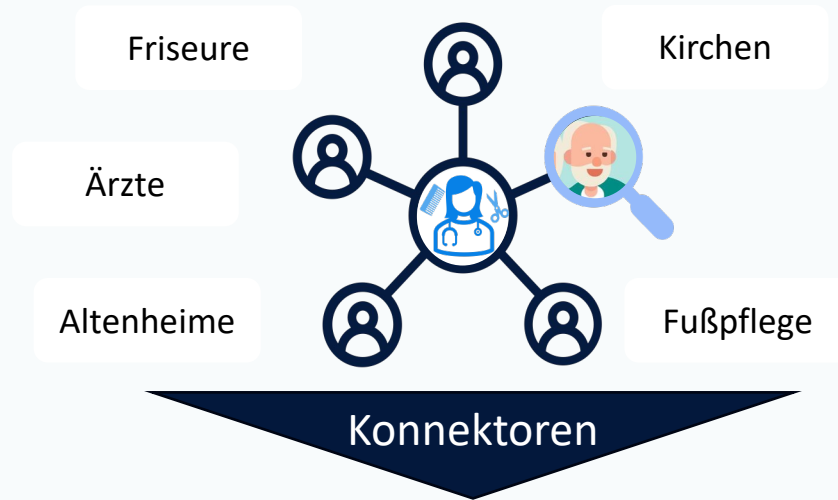 Friseure
Kirchen
Ärzte
Altenheime
Fußpflege
Konnektoren